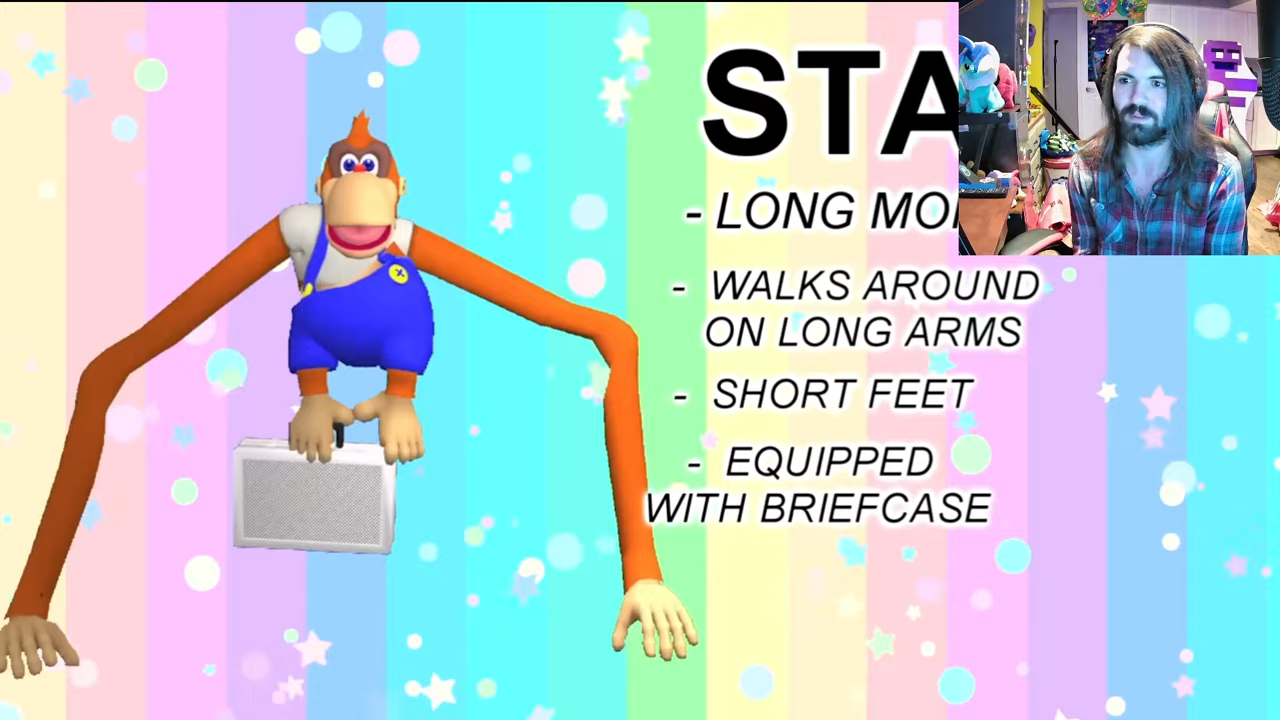 STA
- LONG MO
- WALKS AROUND
ON LONG ARMS
- SHORT FEET
- EQUIPPED
WITH BRIEFCASE